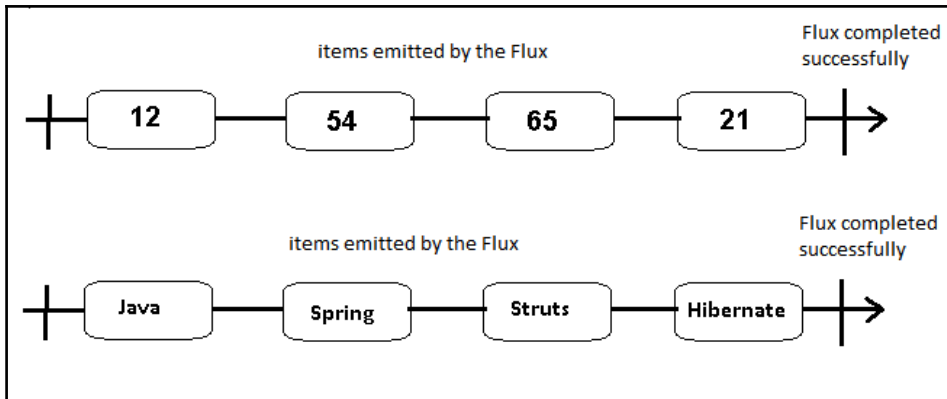 Flux completed
successfully
items emitted by the Flux
12 54 65 21
Flux completed
successfully
items emitted by the Flux
Java Spring Struts Hibernate